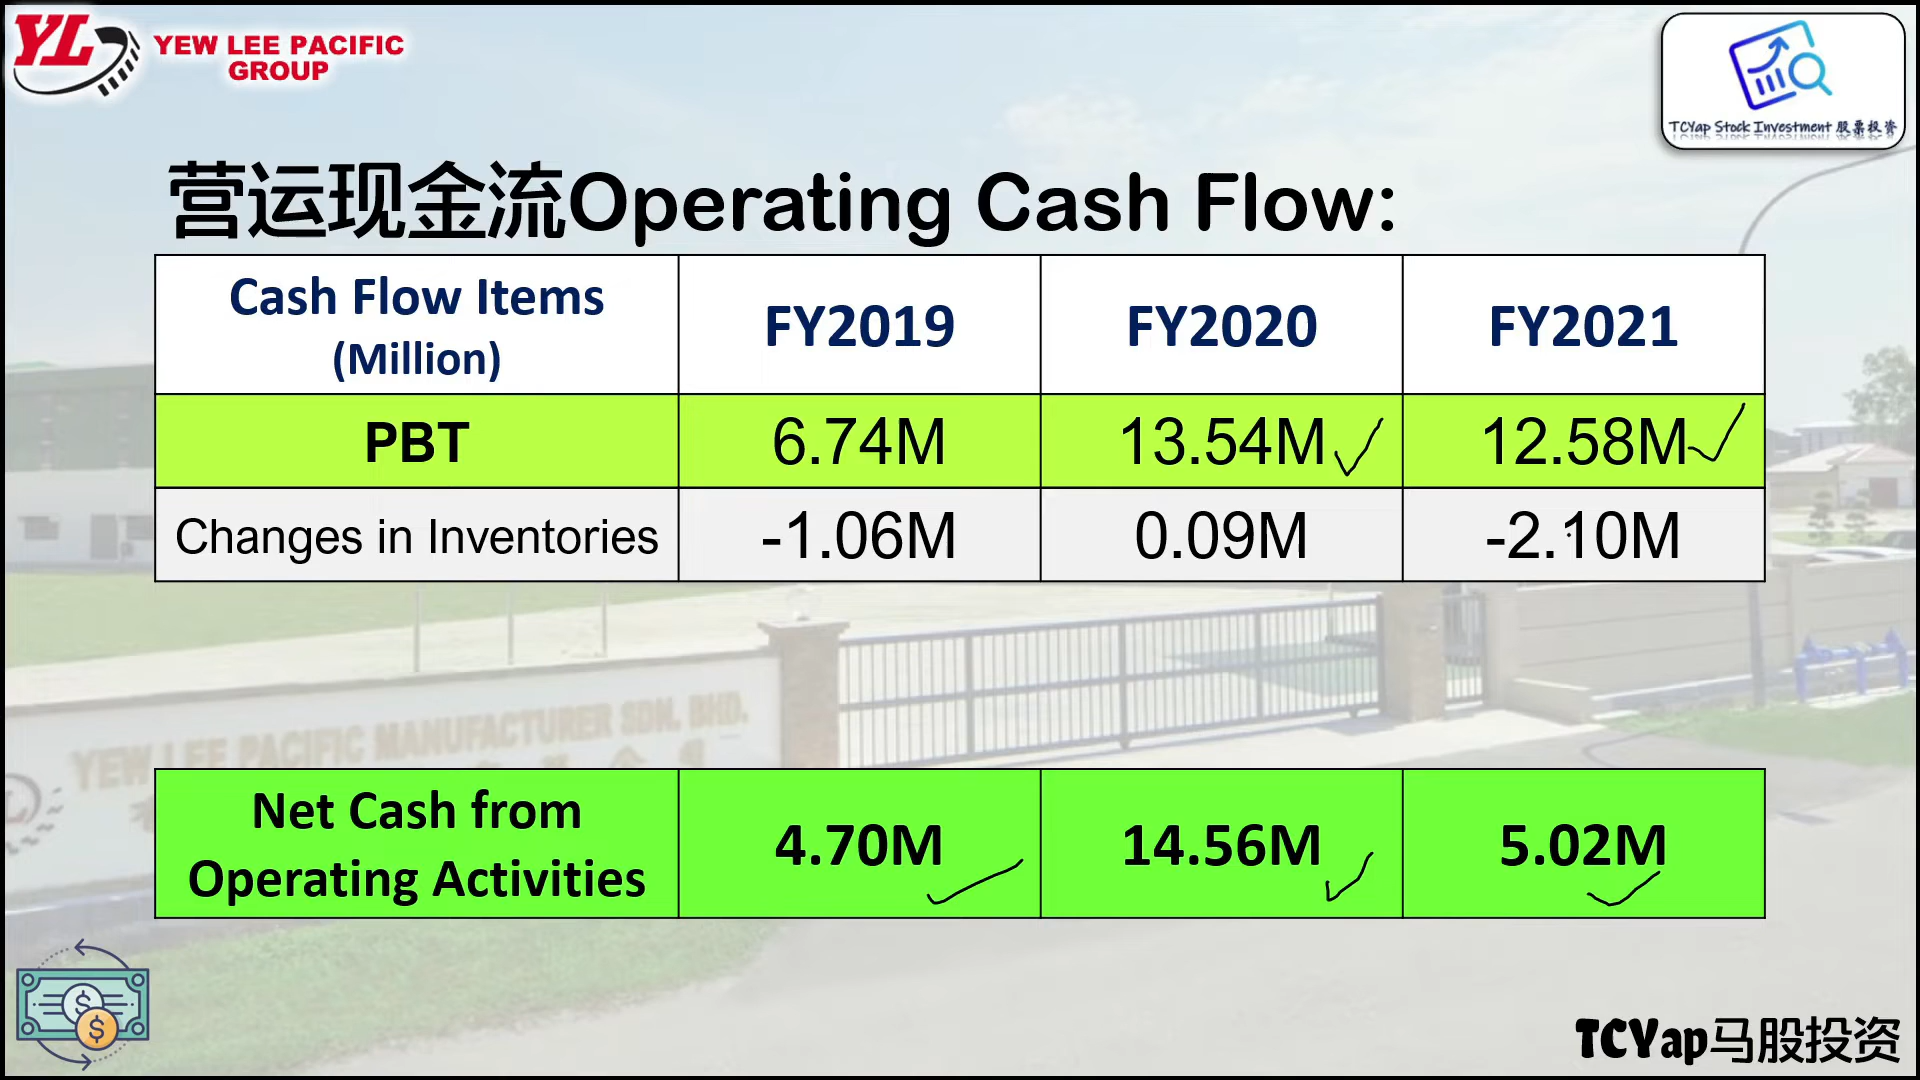 YL
YEW LEE PACIFIC
GROUP
TCYap Stock Investment 股票投资
营运现金流Operating Cash Flow:
Cash Flow Items
(Million)
FY2019
FY2020
FY2021
PBT
6.74M
13.54M
12.58M
Changes in Inventories
-1.06M
0.09M
-2.10M
YEW LEE PACIFIC MANUFACTURER SDN. BHD.
Net Cash from
Operating Activities
4.70M
14.56M
5.02M
TCYap马股投资